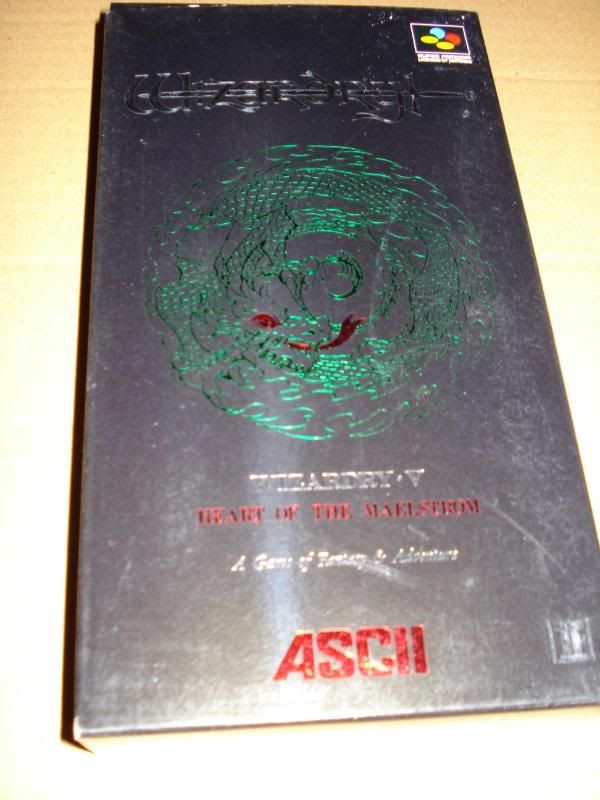 Wizardry
WIZARDRY·V
HEART OF THE MAELSTROM
A Game of Fantasy & Adventure
ASCII